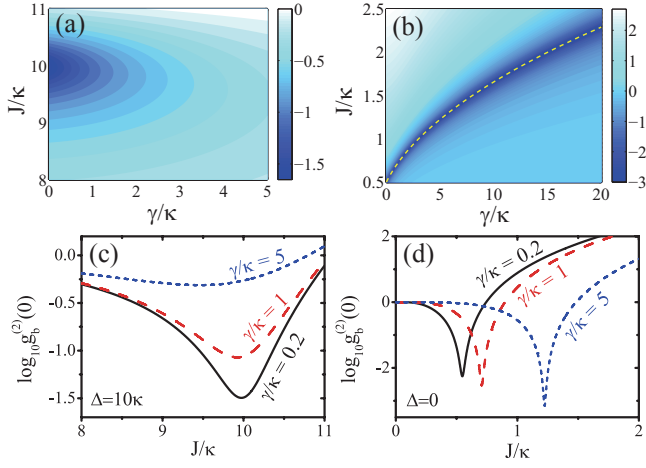 (a)
J/κ
11
10
9
8
0 1 2 3 4 5
γ/κ
0
−0.5
−1
−1.5
(b)
J/κ
2.5
2
1.5
1
0.5
0 5 10 15 20
γ/κ
2
1
0
−1
−2
−3
(c)
log₁₀g_b^(2)(0)
0.0
-0.5
-1.0
-1.5
γ/κ = 5
γ/κ = 1
γ/κ = 0.2
Δ=10κ
8 9 10 11
J/κ
(d)
log₁₀g_b^(2)(0)
2
0
-2
γ/κ = 0.2
γ/κ = 1
γ/κ = 5
Δ=0
0 1 2
J/κ